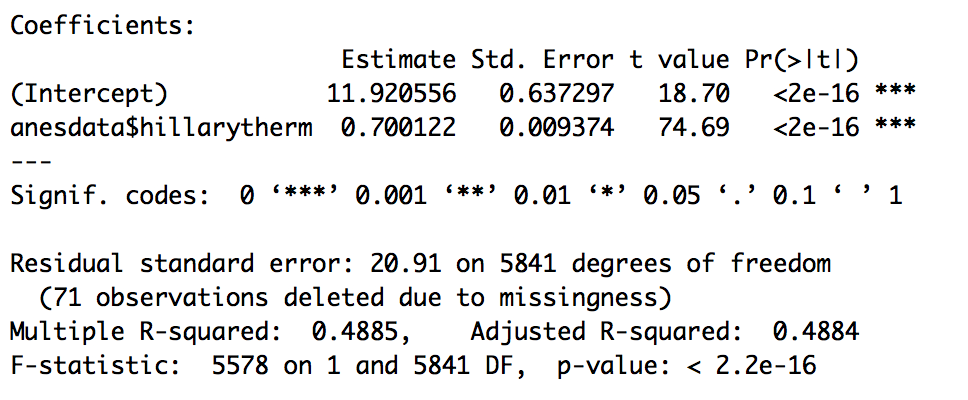 Coefficients:
Estimate Std. Error t value Pr(>|t|)
(Intercept) 11.920556 0.637297 18.70 <2e-16 ***
anesdata$hillarytherm 0.700122 0.009374 74.69 <2e-16 ***
---
Signif. codes: 0 ‘***’ 0.001 ‘**’ 0.01 ‘*’ 0.05 ‘.’ 0.1 ‘ ’ 1
Residual standard error: 20.91 on 5841 degrees of freedom
(71 observations deleted due to missingness)
Multiple R-squared: 0.4885, Adjusted R-squared: 0.4884
F-statistic: 5578 on 1 and 5841 DF, p-value: < 2.2e-16